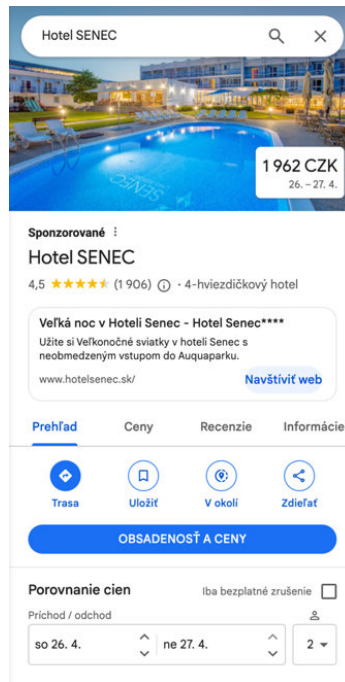 Hotel SENEC
SENEC
1 962 CZK
26. – 27. 4.
Sponzorované
Hotel SENEC
4,5 (1 906) · 4-hviezdičkový hotel
Veľká noc v Hoteli Senec - Hotel Senec****
Užite si Veľkonočné sviatky v hoteli Senec s
neobmedzeným vstupom do Auquaparku.
www.hotelsenec.sk/ Navštíviť web
Prehľad Ceny Recenzie Informácie
Trasa Uložiť V okolí Zdieľať
OBSADENOSŤ A CENY
Porovnanie cien Iba bezplatné zrušenie
Príchod / odchod
so 26. 4. ne 27. 4. 2